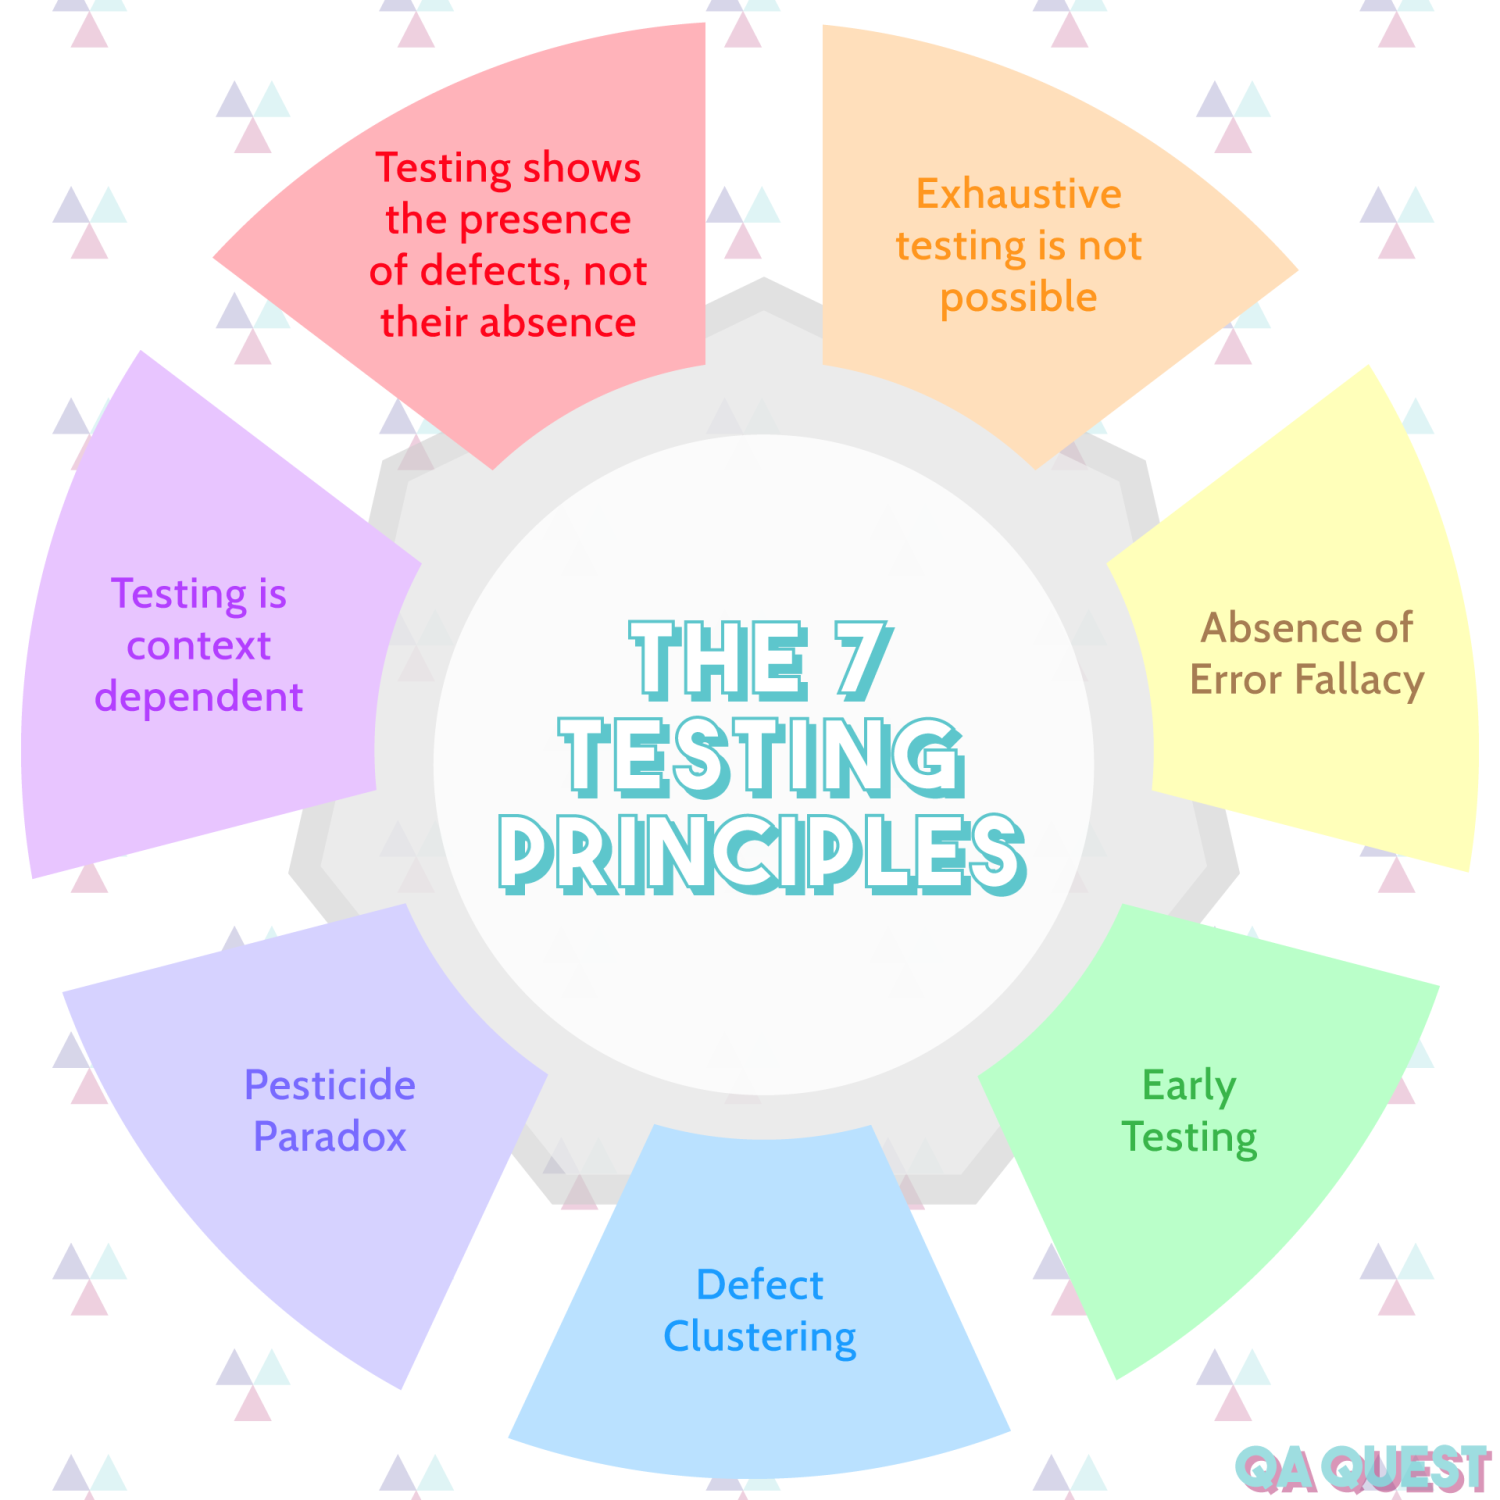 Testing shows
the presence
of defects, not
their absence
Exhaustive
testing is not
possible
Absence of
Error Fallacy
Early
Testing
Defect
Clustering
Pesticide
Paradox
Testing is
context
dependent
THE 7
TESTING
PRINCIPLES
QA QUEST